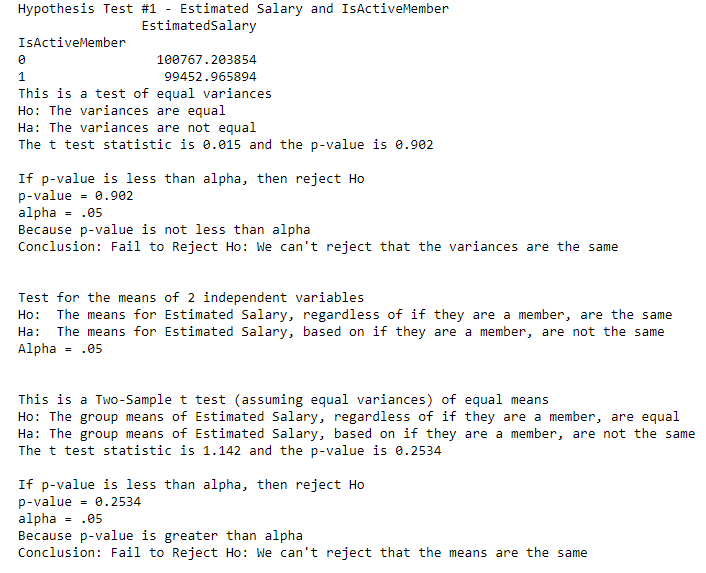 Hypothesis Test #1 - Estimated Salary and IsActiveMember
EstimatedSalary
IsActiveMember
0 100767.203854
1 99452.965894
This is a test of equal variances
Ho: The variances are equal
Ha: The variances are not equal
The t test statistic is 0.015 and the p-value is 0.902
If p-value is less than alpha, then reject Ho
p-value = 0.902
alpha = .05
Because p-value is not less than alpha
Conclusion: Fail to Reject Ho: We can't reject that the variances are the same
Test for the means of 2 independent variables
Ho:  The means for Estimated Salary, regardless of if they are a member, are the same
Ha:  The means for Estimated Salary, based on if they are a member, are not the same
Alpha = .05
This is a Two-Sample t test (assuming equal variances) of equal means
Ho: The group means of Estimated Salary, regardless of if they are a member, are equal
Ha: The group means of Estimated Salary, based on if they are a member, are not the same
The t test statistic is 1.142 and the p-value is 0.2534
If p-value is less than alpha, then reject Ho
p-value = 0.2534
alpha = .05
Because p-value is greater than alpha
Conclusion: Fail to Reject Ho: We can't reject that the means are the same